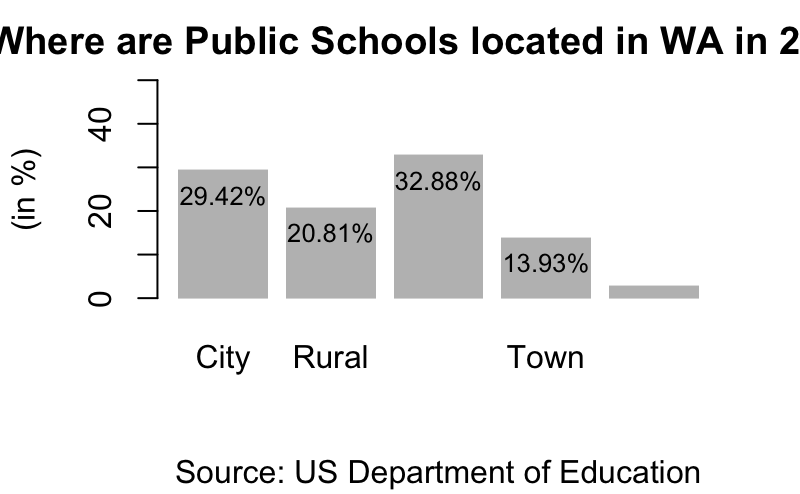 Where are Public Schools located in WA in 2
(in %)
40
20
0
29.42%
20.81%
32.88%
13.93%
City Rural Town
Source: US Department of Education